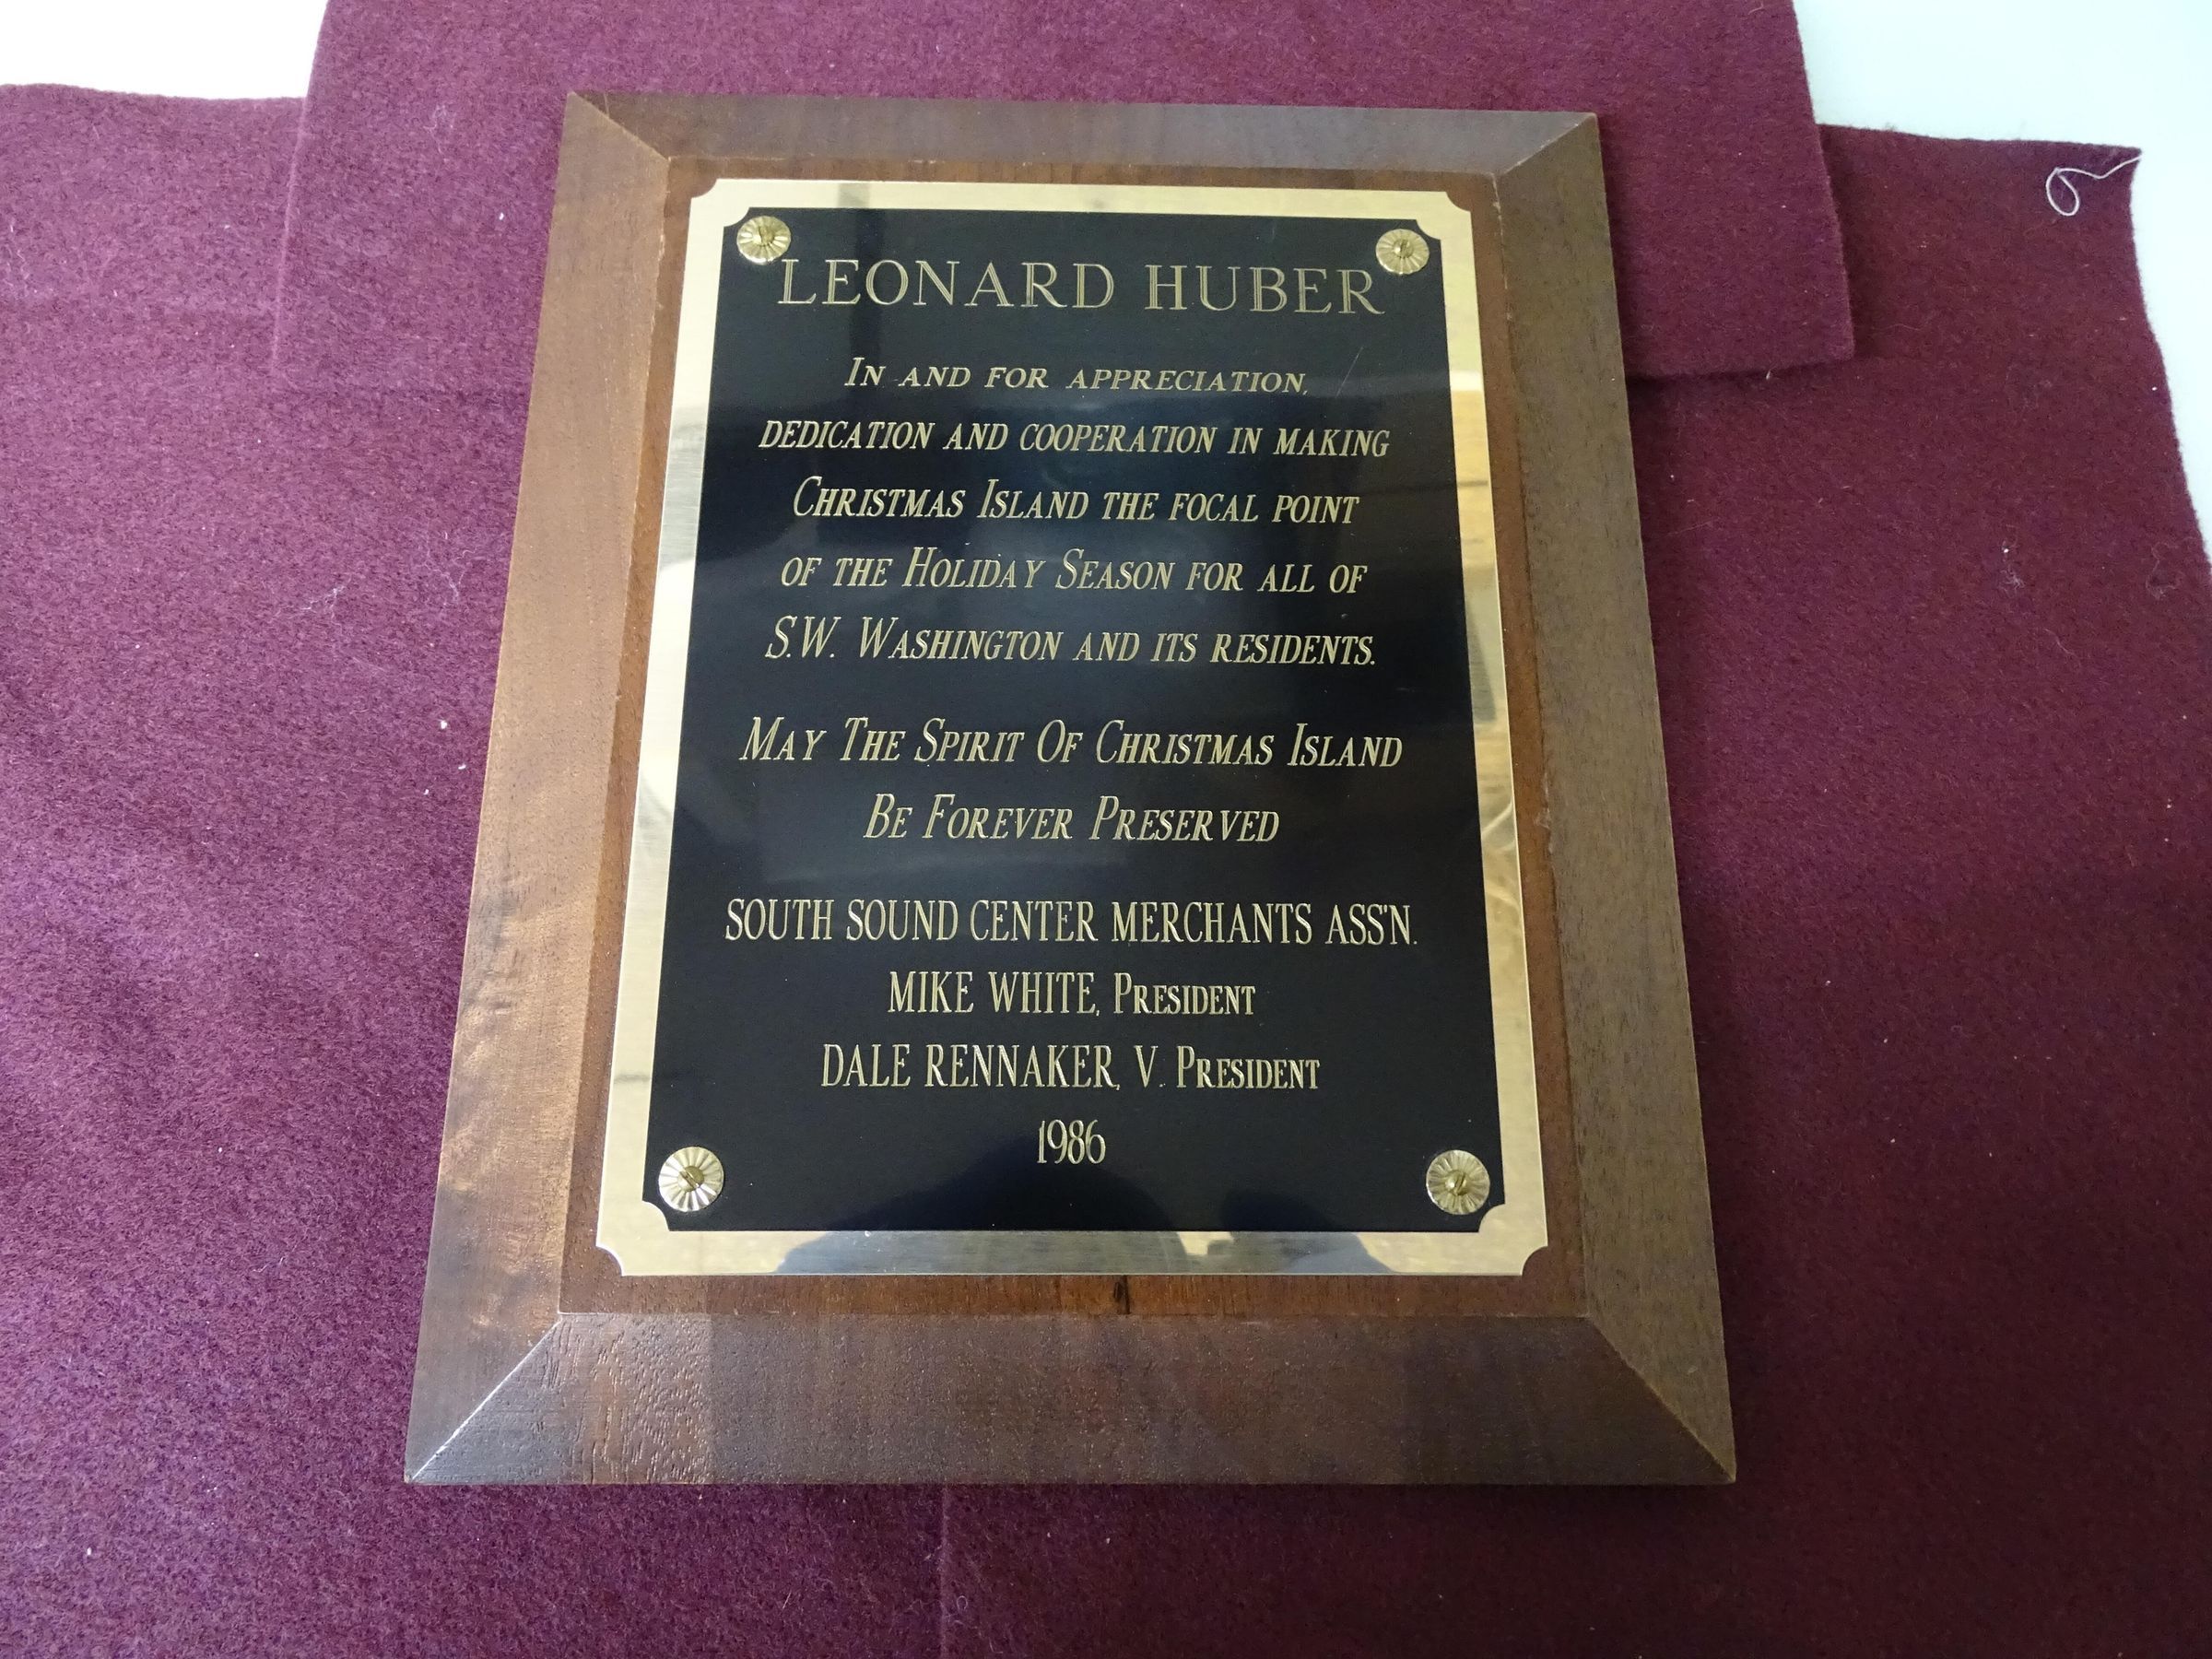 LEONARD HUBER
IN AND FOR APPRECIATION,
DEDICATION AND COOPERATION IN MAKING
CHRISTMAS ISLAND THE FOCAL POINT
OF THE HOLIDAY SEASON FOR ALL OF
S.W. WASHINGTON AND ITS RESIDENTS.
MAY THE SPIRIT OF CHRISTMAS ISLAND
BE FOREVER PRESERVED
SOUTH SOUND CENTER MERCHANTS ASS'N.
MIKE WHITE, PRESIDENT
DALE RENNAKER, V. PRESIDENT
1986